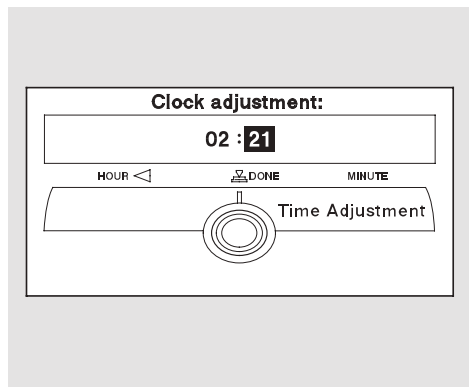 Clock adjustment:
02 : 21
HOUR DONE MINUTE
Time Adjustment